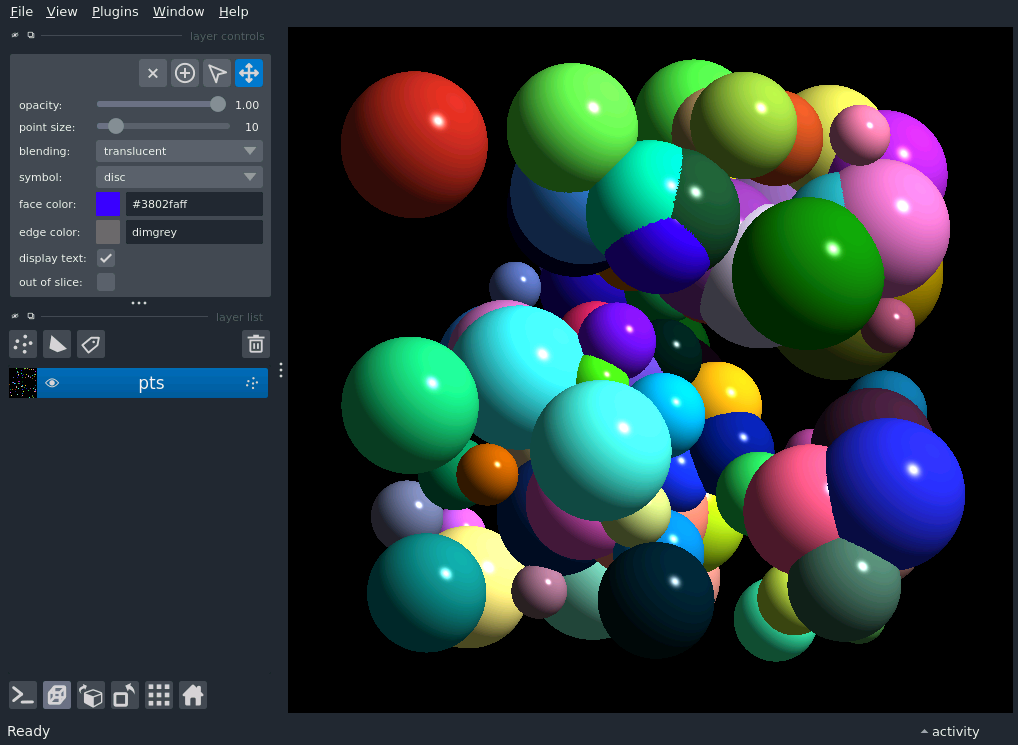 File View Plugins Window Help
layer controls
opacity: 1.00
point size: 10
blending: translucent
symbol: disc
face color: #3802faff
edge color: dimgrey
display text:
out of slice:
layer list
pts
Ready activity